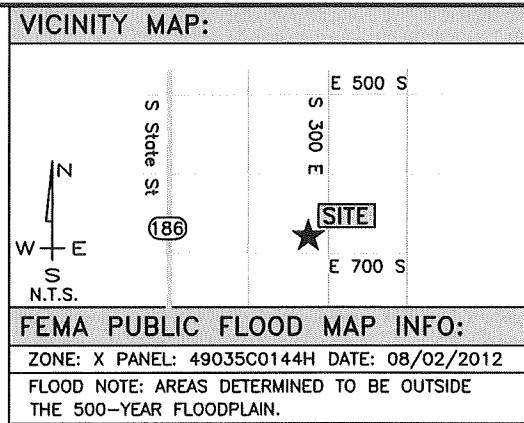 VICINITY MAP:
E 500 S
S State St
S 300 E
N
186
SITE
W E
E 700 S
S
N.T.S.
FEMA PUBLIC FLOOD MAP INFO:
ZONE: X PANEL: 49035C0144H DATE: 08/02/2012
FLOOD NOTE: AREAS DETERMINED TO BE OUTSIDE
THE 500-YEAR FLOODPLAIN.